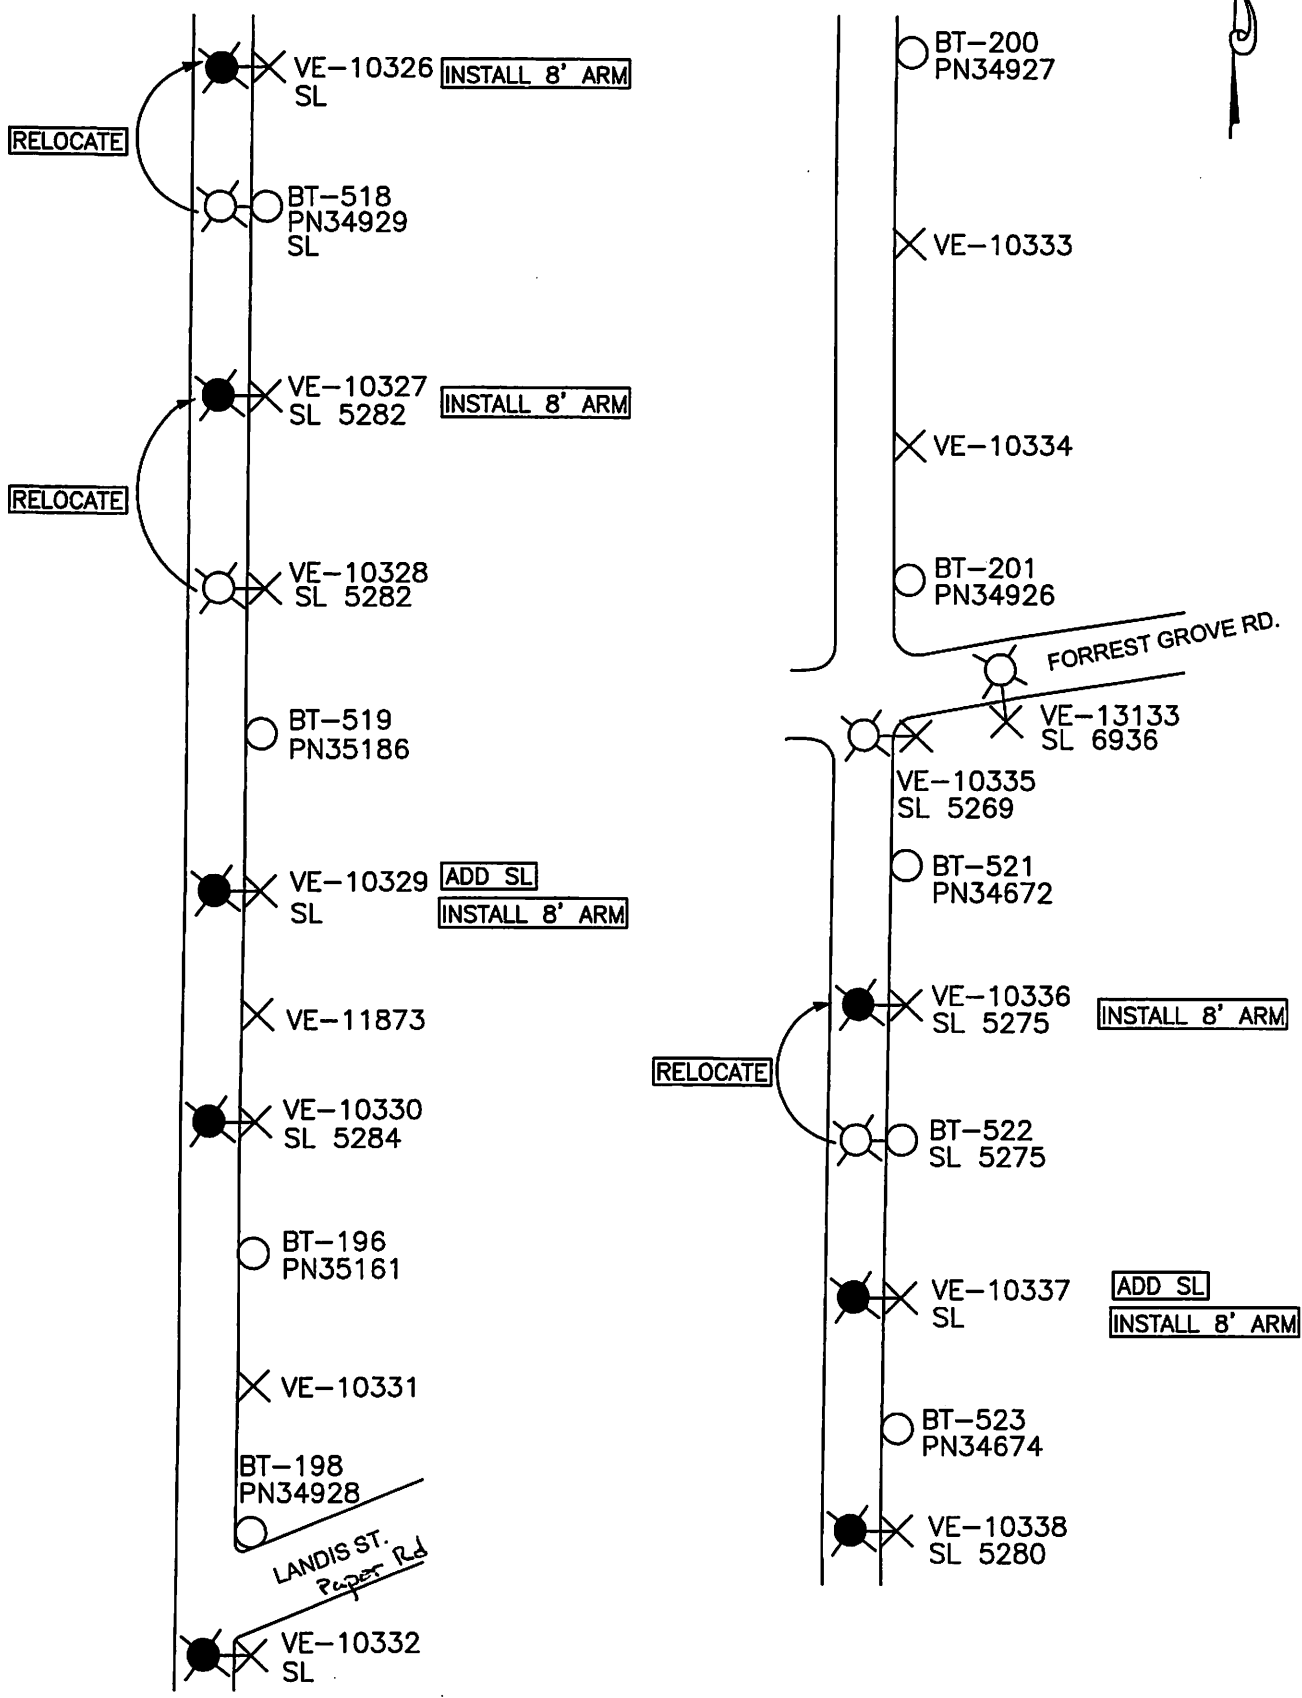 VE-10326
SL
INSTALL 8' ARM
RELOCATE
BT-518
PN34929
SL
VE-10327
SL 5282
INSTALL 8' ARM
RELOCATE
VE-10328
SL 5282
BT-519
PN35186
VE-10329
SL
ADD SL
INSTALL 8' ARM
VE-11873
VE-10330
SL 5284
BT-196
PN35161
VE-10331
BT-198
PN34928
LANDIS ST.
Paper Rd
VE-10332
SL
BT-200
PN34927
VE-10333
VE-10334
BT-201
PN34926
FORREST GROVE RD.
VE-13133
SL 6936
VE-10335
SL 5269
BT-521
PN34672
VE-10336
SL 5275
INSTALL 8' ARM
RELOCATE
BT-522
SL 5275
VE-10337
SL
ADD SL
INSTALL 8' ARM
BT-523
PN34674
VE-10338
SL 5280